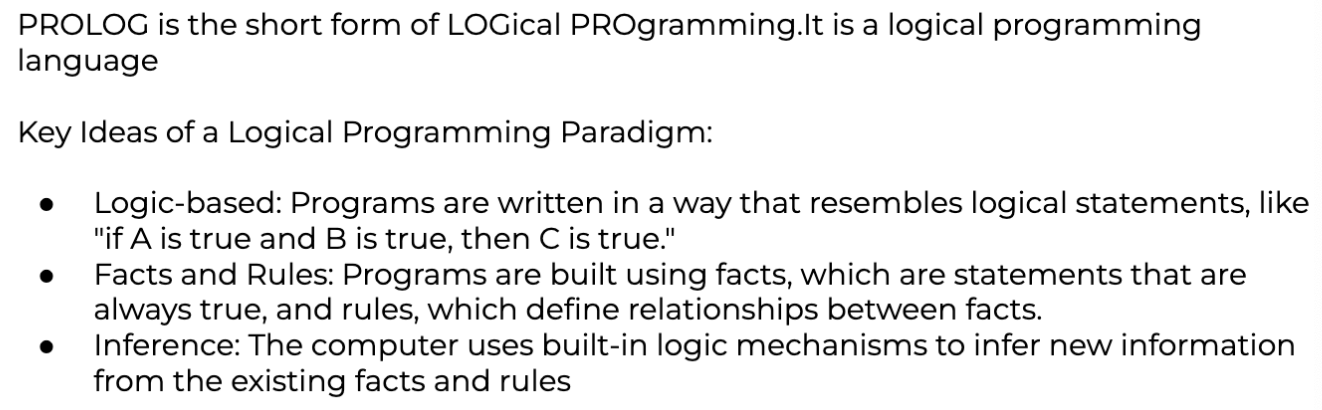 PROLOG is the short form of LOGical PROgramming.It is a logical programming
language
Key Ideas of a Logical Programming Paradigm:
● Logic-based: Programs are written in a way that resembles logical statements, like
"if A is true and B is true, then C is true."
● Facts and Rules: Programs are built using facts, which are statements that are
always true, and rules, which define relationships between facts.
● Inference: The computer uses built-in logic mechanisms to infer new information
from the existing facts and rules